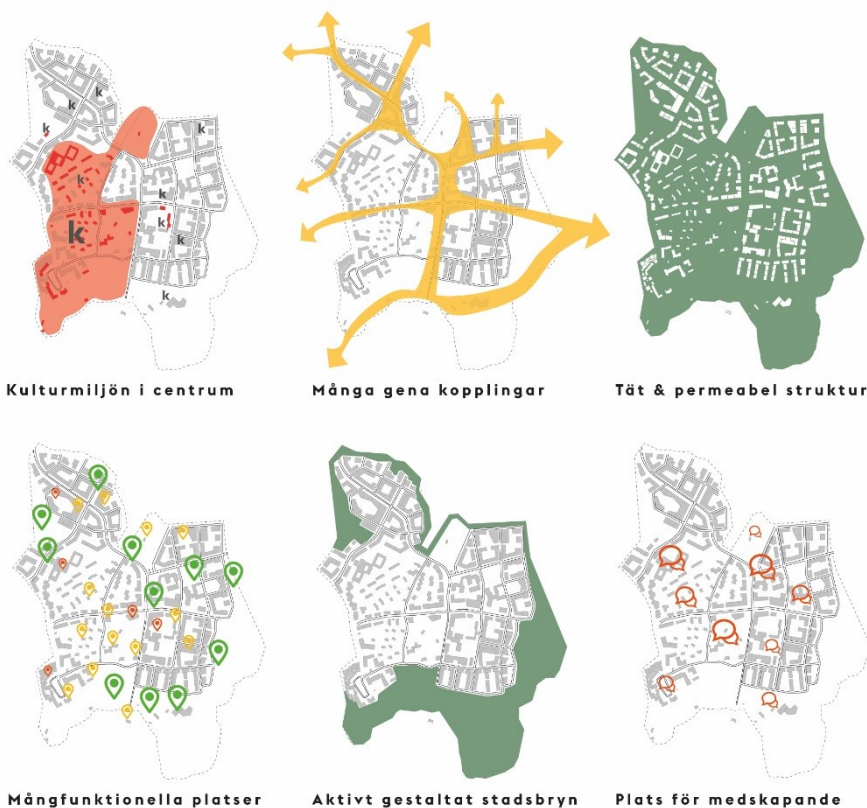 k
k
k
k
k
k
k
k
k
k
Kulturmiljön i centrum
Många gena kopplingar
Tät & permeabel struktur
Mångfunktionella platser
Aktivt gestaltat stadsbryn
Plats för medskapande